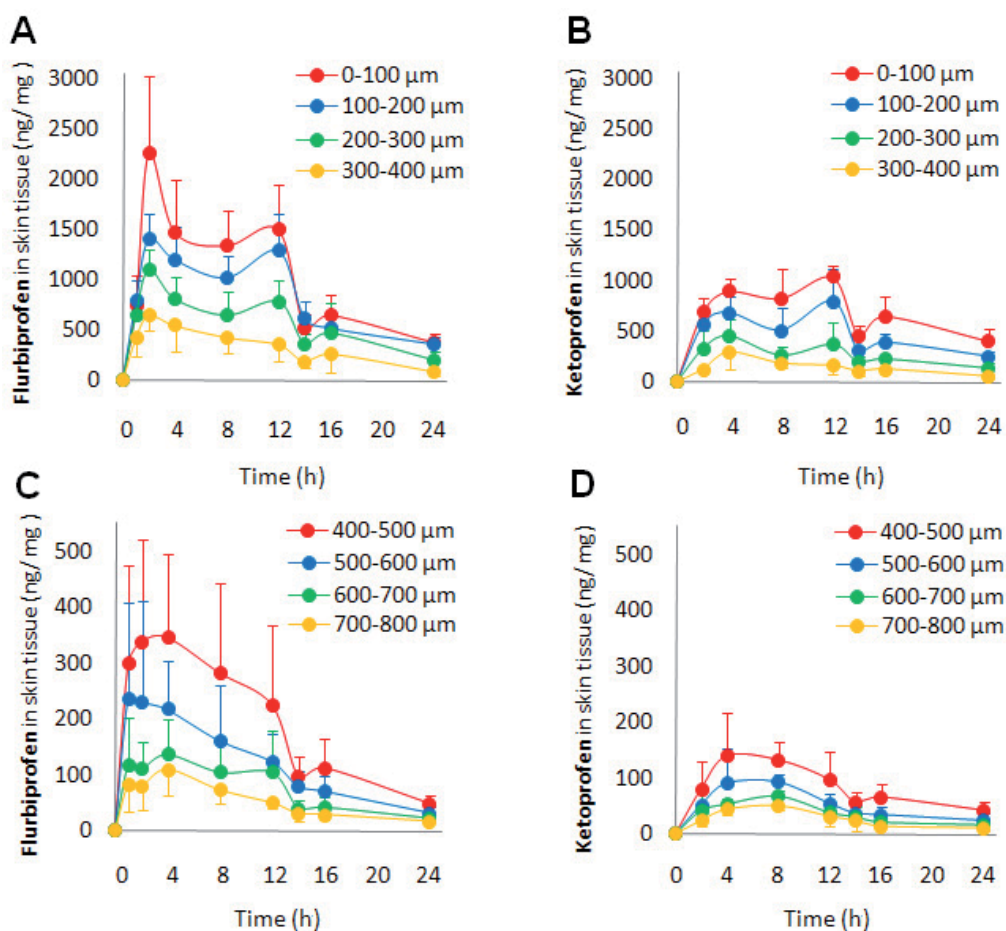 A
Flurbiprofen in skin tissue (ng/ mg )
3000
2500
2000
1500
1000
500
0
0-100 µm
100-200 µm
200-300 µm
300-400 µm
0 4 8 12 16 20 24
Time (h)
B
Ketoprofen in skin tissue (ng/ mg)
3000
2500
2000
1500
1000
500
0
0-100 µm
100-200 µm
200-300 µm
300-400 µm
0 4 8 12 16 20 24
Time (h)
C
Flurbiprofen in skin tissue (ng/ mg )
500
400
300
200
100
0
400-500 µm
500-600 µm
600-700 µm
700-800 µm
0 4 8 12 16 20 24
Time (h)
D
Ketoprofen in skin tissue (ng/mg)
500
400
300
200
100
0
400-500 µm
500-600 µm
600-700 µm
700-800 µm
0 4 8 12 16 20 24
Time (h)